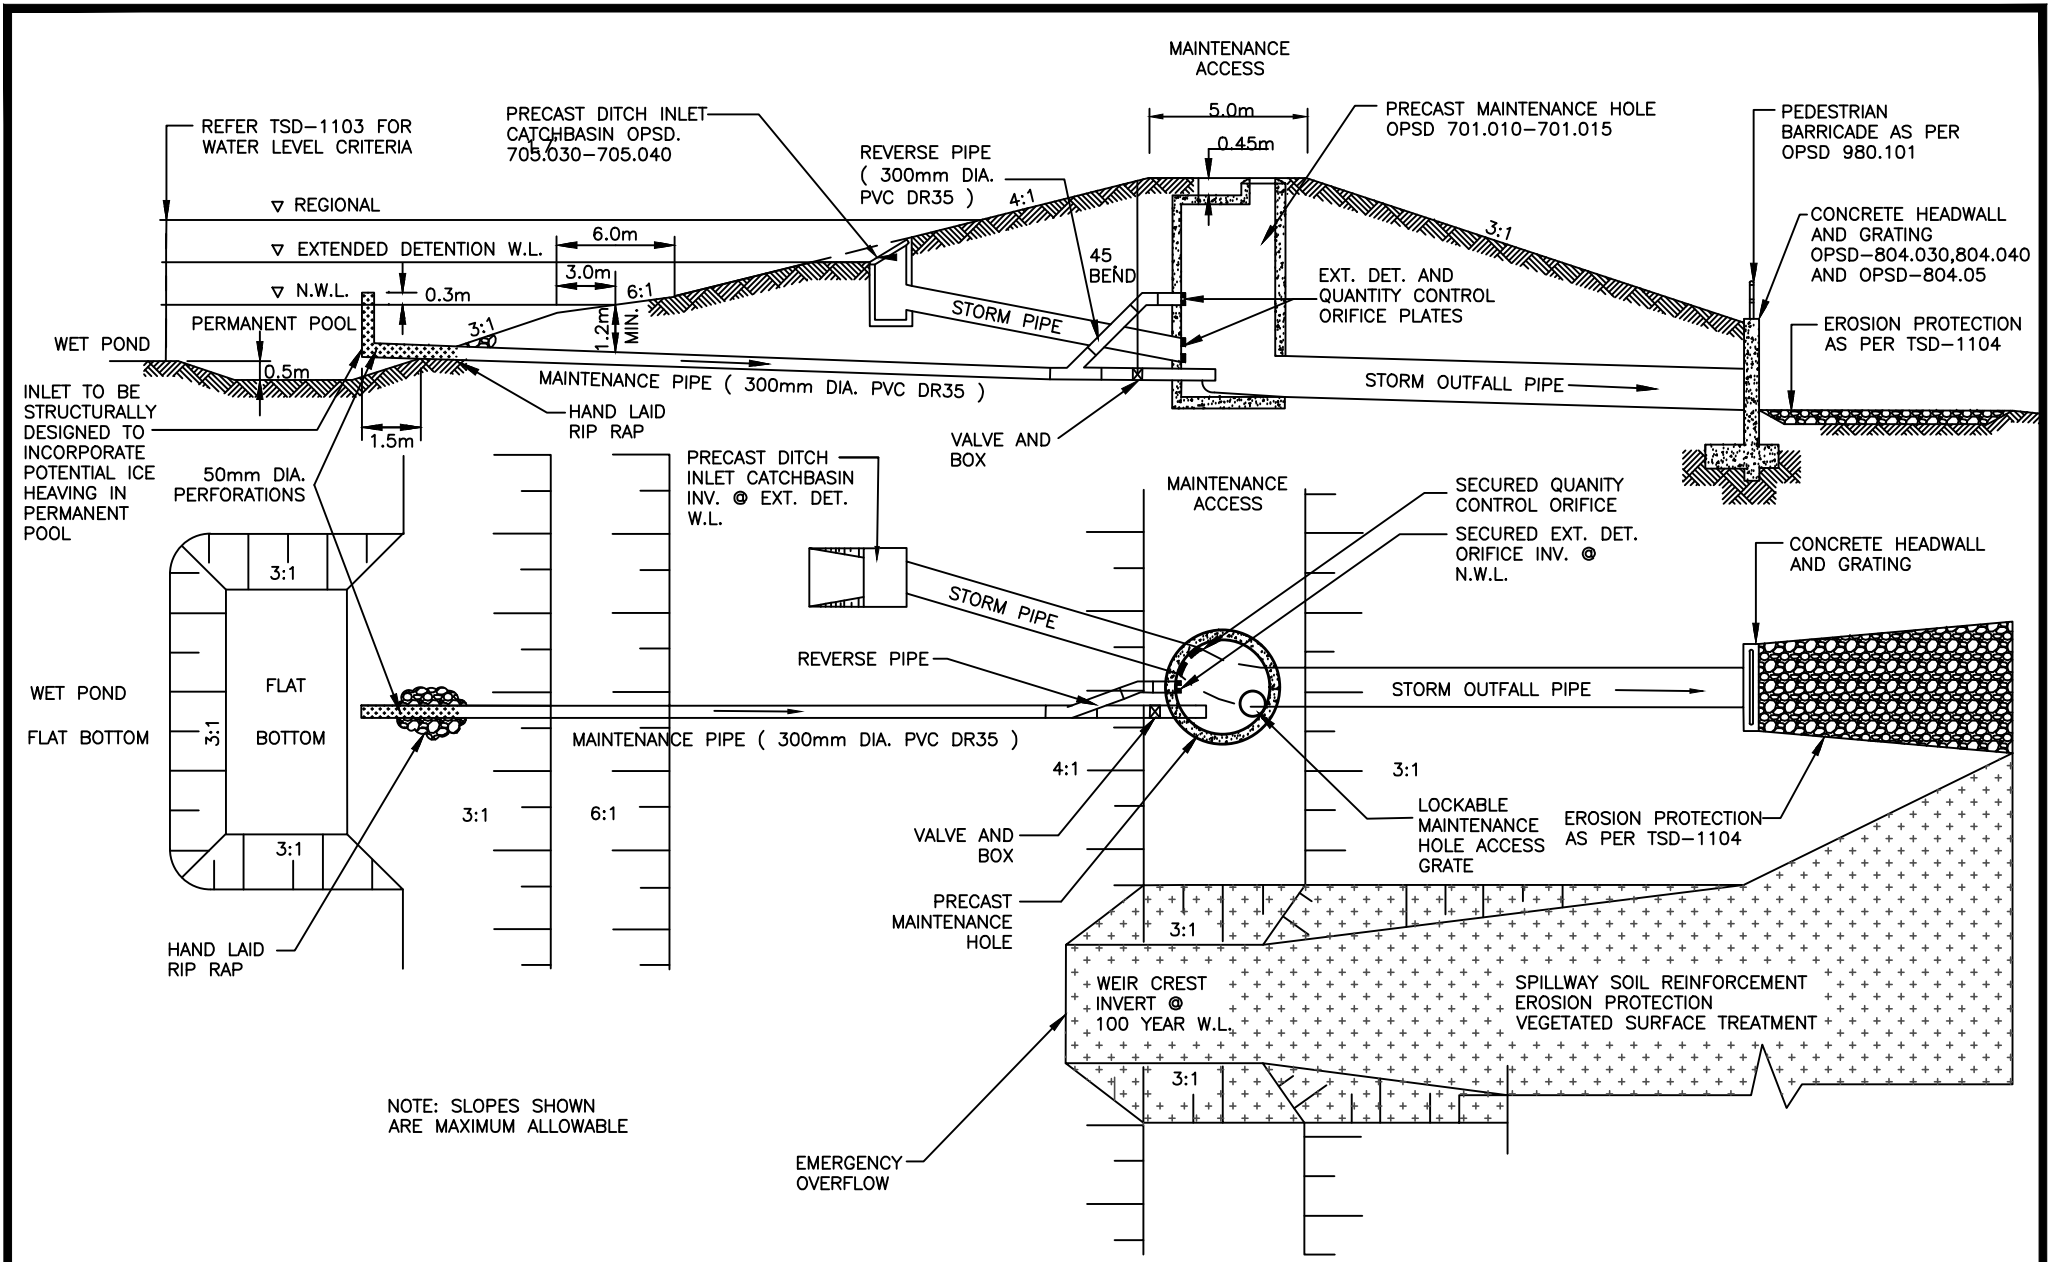 MAINTENANCE
ACCESS
5.0m
0.45m
REFER TSD-1103 FOR
WATER LEVEL CRITERIA
PRECAST DITCH INLET
CATCHBASIN OPSD.
705.030-705.040
REVERSE PIPE
( 300mm DIA.
PVC DR35 )
PRECAST MAINTENANCE HOLE
OPSD 701.010-701.015
PEDESTRIAN
BARRICADE AS PER
OPSD 980.101
▽ REGIONAL
4:1
3:1
CONCRETE HEADWALL
AND GRATING
OPSD-804.030,804.040
AND OPSD-804.05
▽ EXTENDED DETENTION W.L.
6.0m
3.0m
▽ N.W.L.
0.3m
6:1
45
BEND
EXT. DET. AND
QUANTITY CONTROL
ORIFICE PLATES
PERMANENT POOL
3:1
1.2m
MIN.
STORM PIPE
EROSION PROTECTION
AS PER TSD-1104
WET POND
0.5m
MAINTENANCE PIPE ( 300mm DIA. PVC DR35 )
STORM OUTFALL PIPE
INLET TO BE
STRUCTURALLY
DESIGNED TO
INCORPORATE
POTENTIAL ICE
HEAVING IN
PERMANENT
POOL
1.5m
HAND LAID
RIP RAP
VALVE AND
BOX
50mm DIA.
PERFORATIONS
PRECAST DITCH
INLET CATCHBASIN
INV. @ EXT. DET.
W.L.
MAINTENANCE
ACCESS
SECURED QUANITY
CONTROL ORIFICE
SECURED EXT. DET.
ORIFICE INV. @
N.W.L.
CONCRETE HEADWALL
AND GRATING
3:1
STORM PIPE
REVERSE PIPE
WET POND
FLAT BOTTOM
3:1
FLAT
BOTTOM
STORM OUTFALL PIPE
MAINTENANCE PIPE ( 300mm DIA. PVC DR35 )
4:1
3:1
3:1
6:1
3:1
VALVE AND
BOX
LOCKABLE
MAINTENANCE
HOLE ACCESS
GRATE
EROSION PROTECTION
AS PER TSD-1104
PRECAST
MAINTENANCE
HOLE
3:1
HAND LAID
RIP RAP
WEIR CREST
INVERT @
100 YEAR W.L.
SPILLWAY SOIL REINFORCEMENT
EROSION PROTECTION
VEGETATED SURFACE TREATMENT
3:1
NOTE: SLOPES SHOWN
ARE MAXIMUM ALLOWABLE
EMERGENCY
OVERFLOW